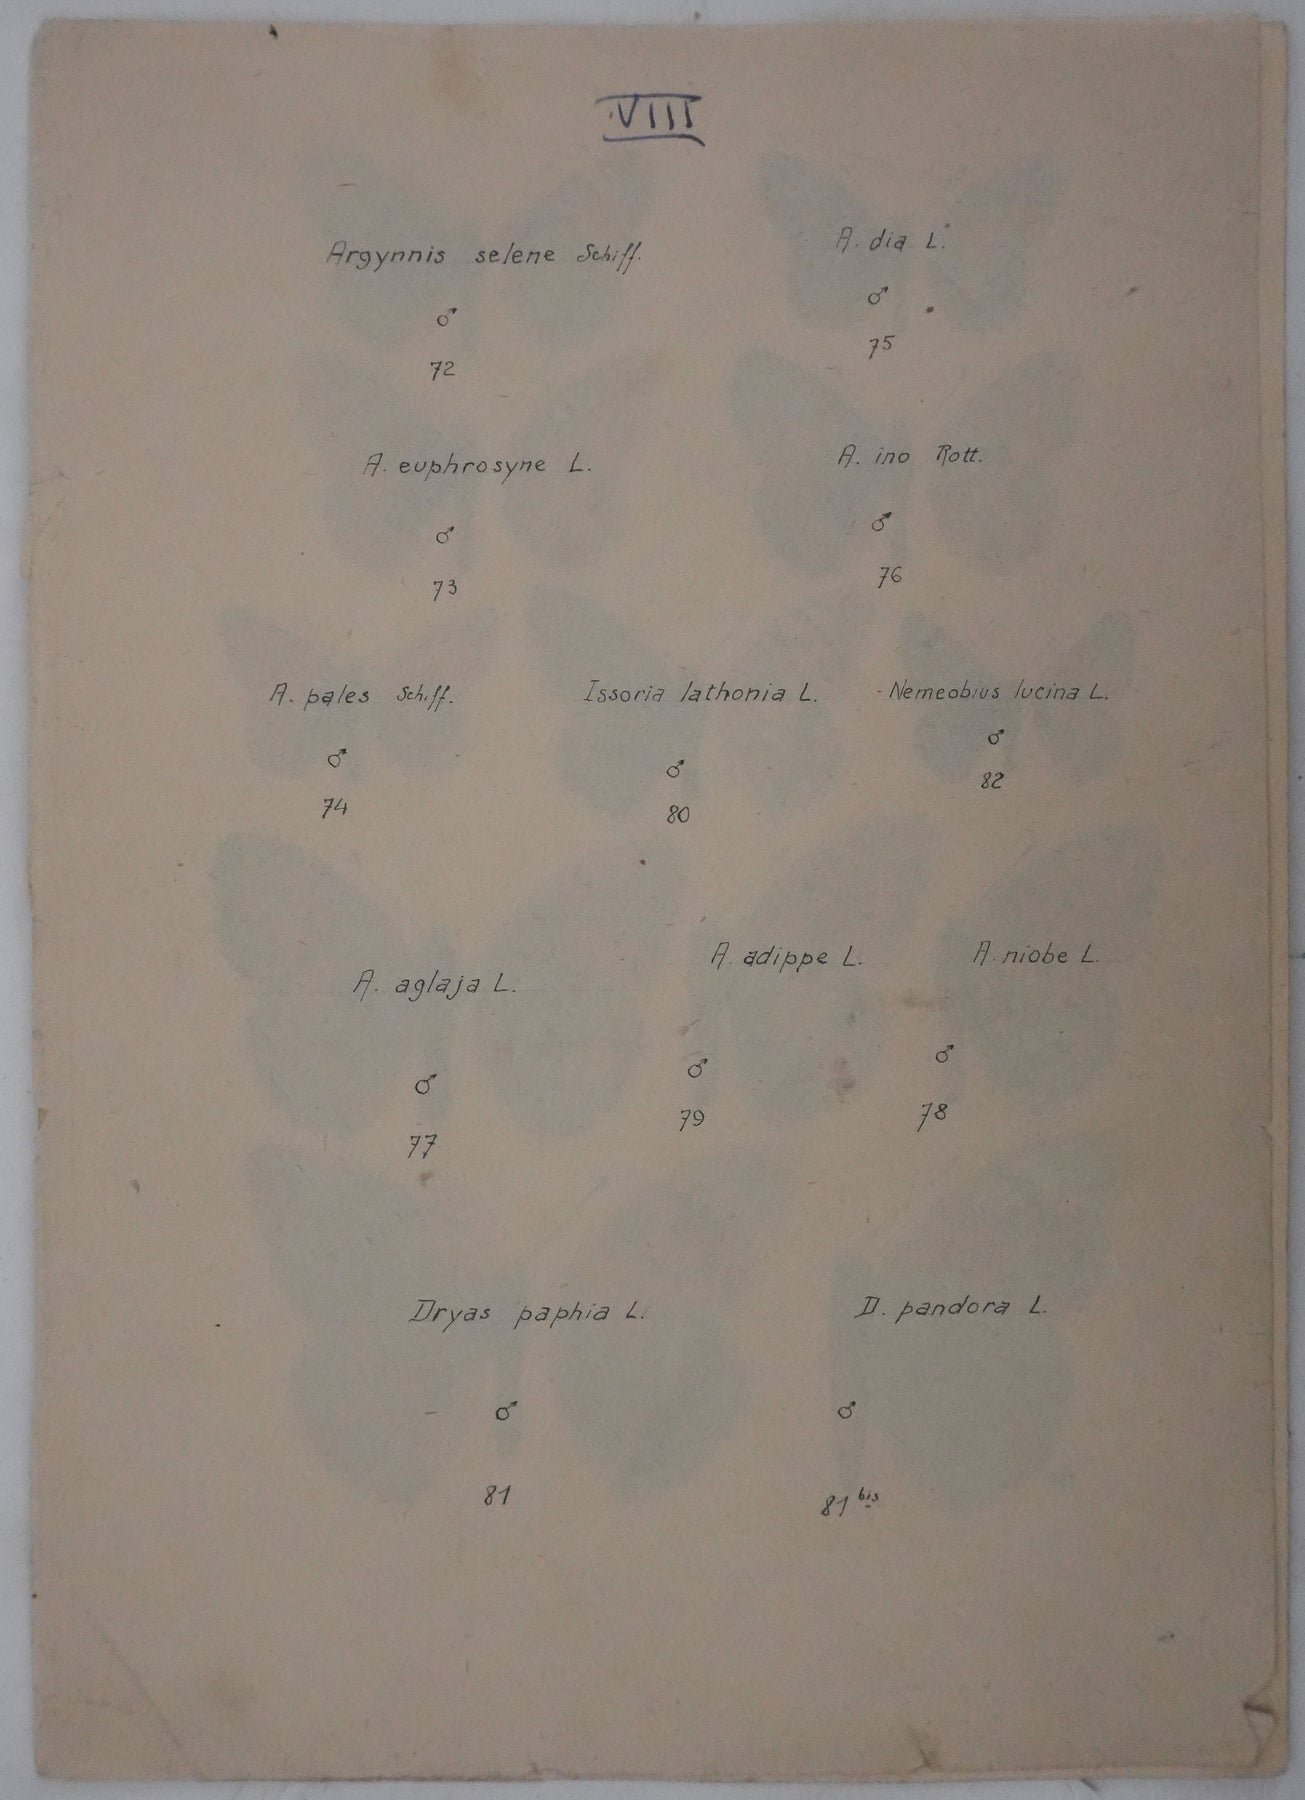 VIII
Argynnis selene Schiff.
♂
72
A. dia L.
♂
75
A. euphrosyne L.
♂
73
A. ino Rott.
♂
76
A. pales Schiff.
♂
74
Issoria lathonia L.
♂
80
Nemeobius lucina L.
♂
82
A. aglaja L.
♂
77
A. adippe L.
♂
79
A. niobe L.
♂
78
Dryas paphia L.
♂
81
D. pandora L.
♂
81 bis